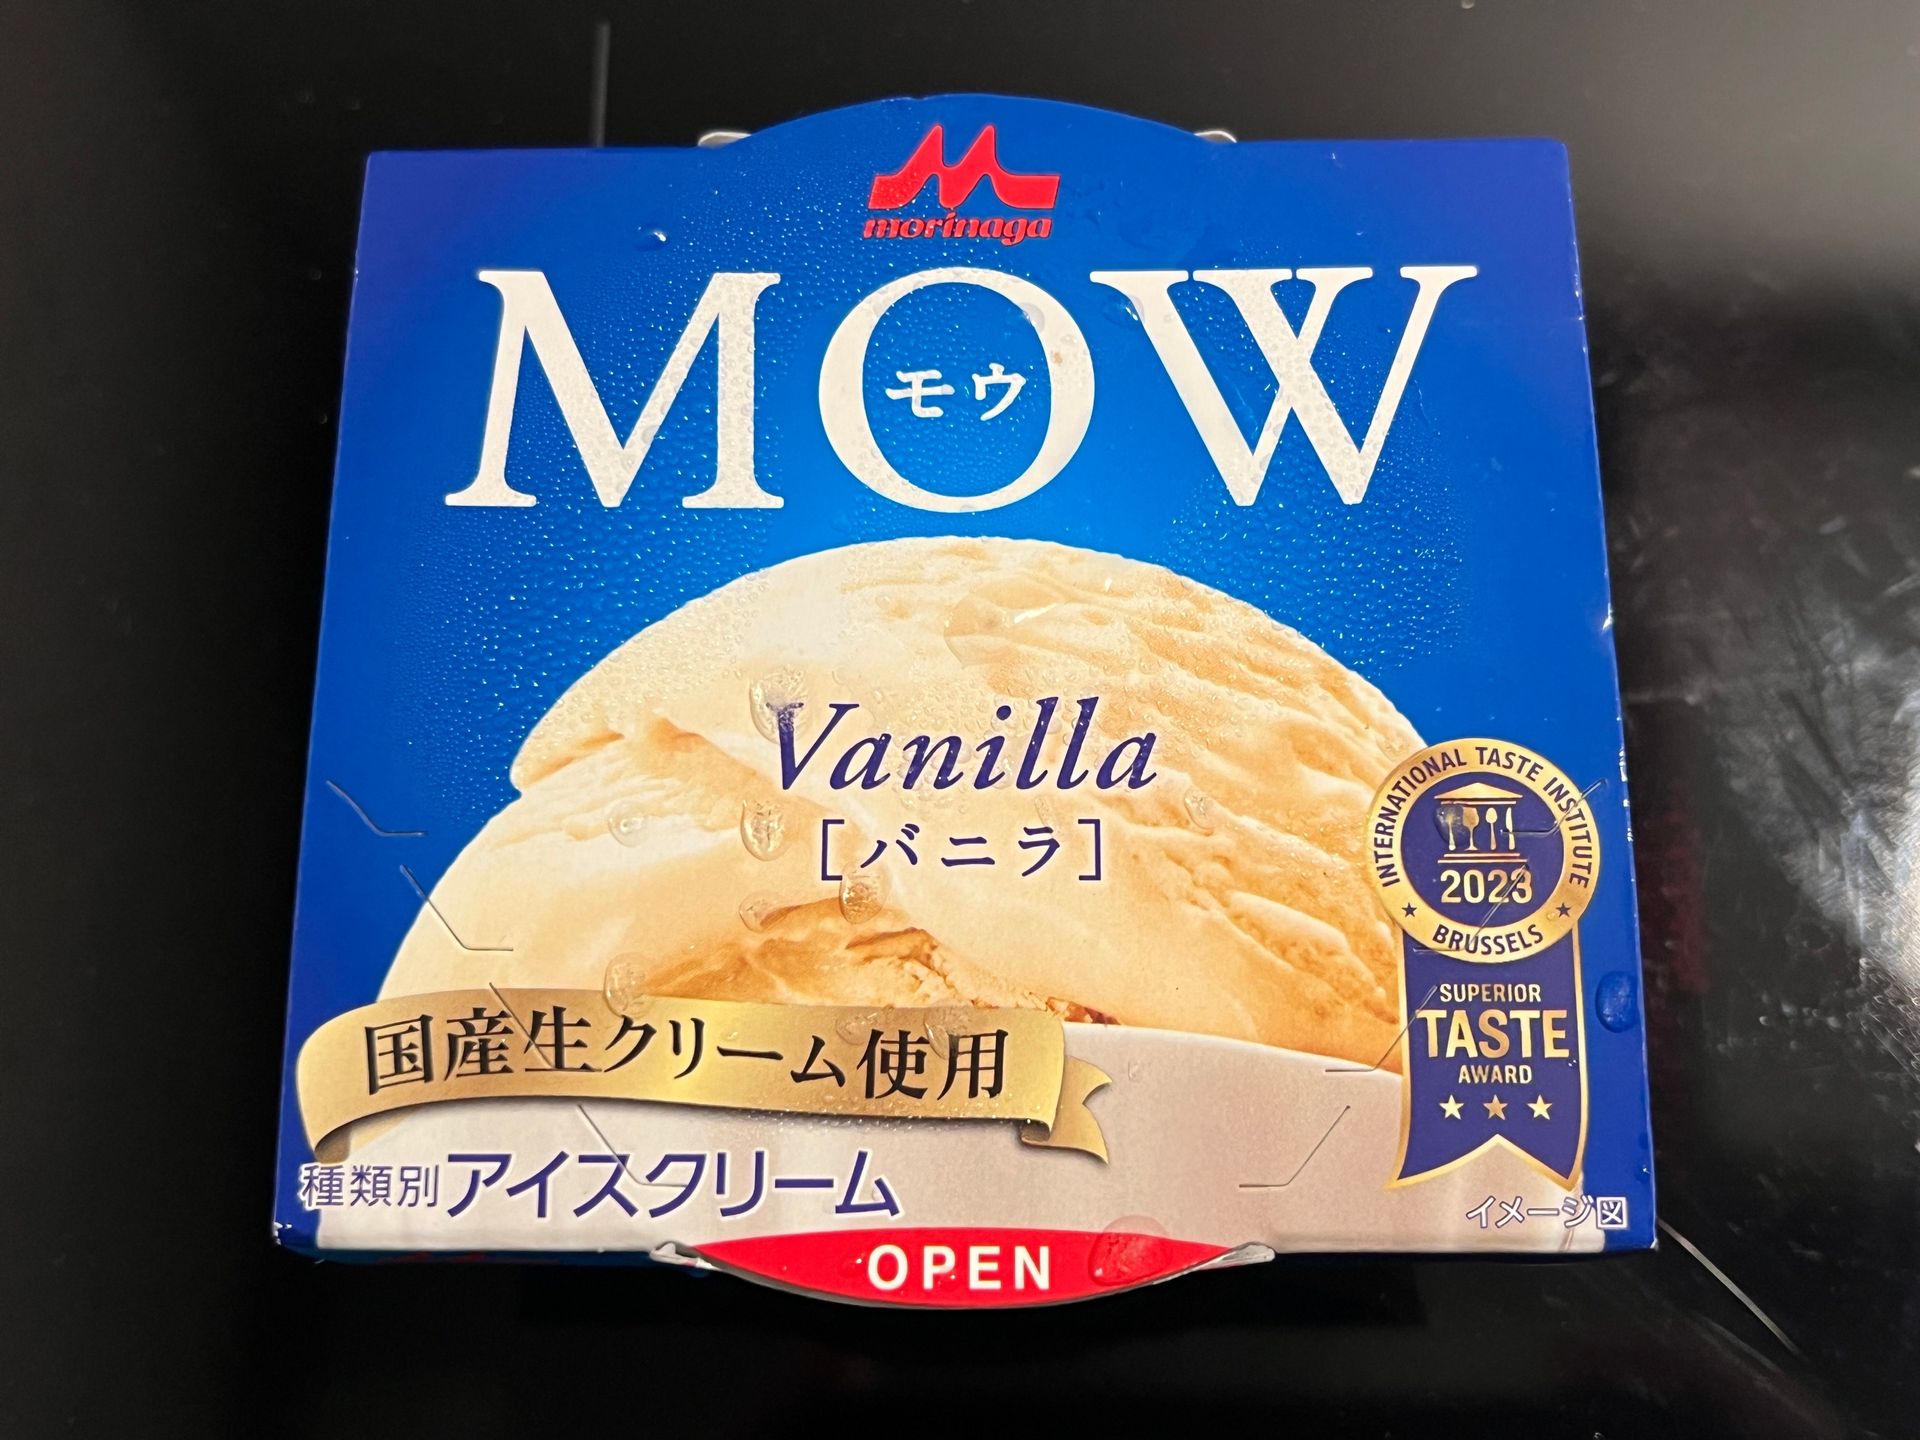 morinaga
MOW
モウ
Vanilla
[バニラ]
INTERNATIONAL TASTE INSTITUTE
2023
★ BRUSSELS ★
SUPERIOR
TASTE
AWARD
★ ★ ★
国産生クリーム使用
種類別アイスクリーム
イメージ図
OPEN